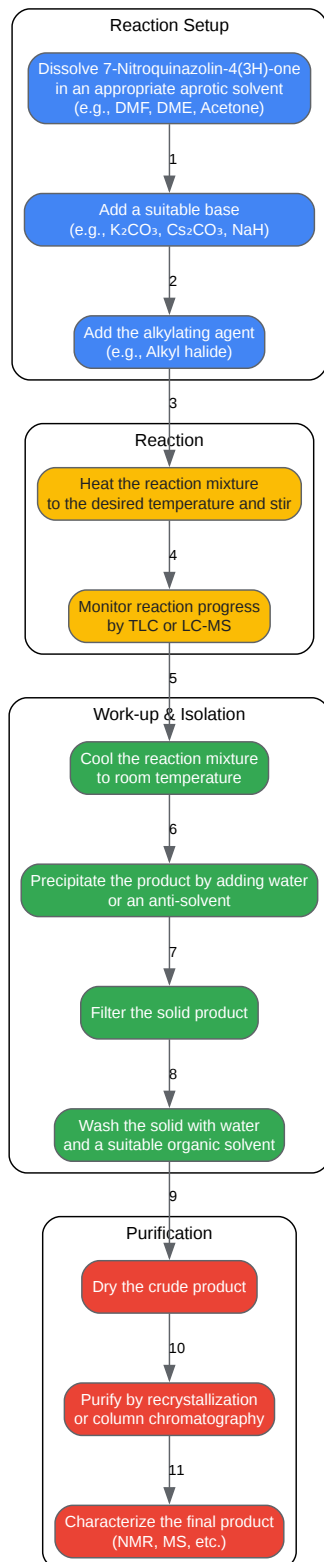 Reaction Setup
Dissolve 7-Nitroquinazolin-4(3H)-one
in an appropriate aprotic solvent
(e.g., DMF, DME, Acetone)
1
Add a suitable base
(e.g., K₂CO₃, Cs₂CO₃, NaH)
2
Add the alkylating agent
(e.g., Alkyl halide)
3
Reaction
Heat the reaction mixture
to the desired temperature and stir
4
Monitor reaction progress
by TLC or LC-MS
5
Work-up & Isolation
Cool the reaction mixture
to room temperature
6
Precipitate the product by adding water
or an anti-solvent
7
Filter the solid product
8
Wash the solid with water
and a suitable organic solvent
9
Purification
Dry the crude product
10
Purify by recrystallization
or column chromatography
11
Characterize the final product
(NMR, MS, etc.)